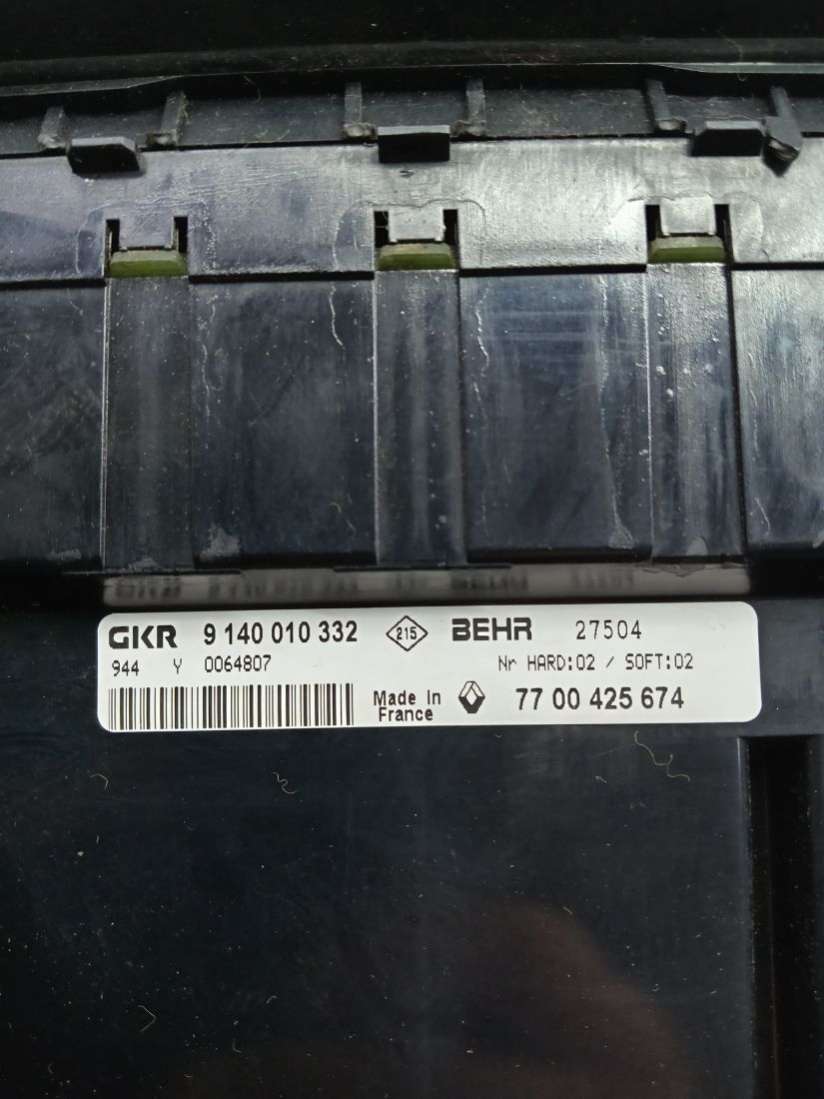 GKR 9 140 010 332 215 BEHR 27504
944 Y 0064807 Nr HARD:02 / SOFT:02
Made In France 77 00 425 674